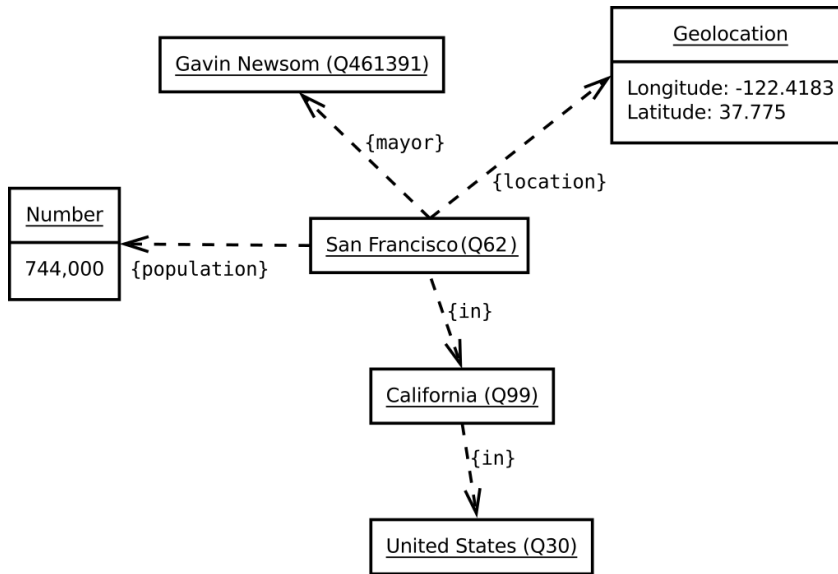 Geolocation
Gavin Newsom (Q461391)
Longitude: -122.4183
Latitude: 37.775
{mayor}
{location}
Number
San Francisco (Q62)
744,000
{population}
{in}
California (Q99)
{in}
United States (Q30)